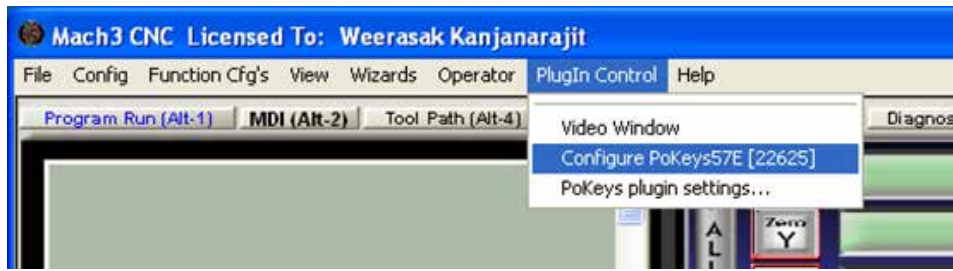 Mach3 CNC Licensed To: Weerasak Kanjanarajit
File Config Function Cfg's View Wizards Operator PlugIn Control Help
Program Run (Alt-1) MDI (Alt-2) Tool Path (Alt-4) Diagnos
Video Window
Configure PoKeys57E [22625]
PoKeys plugin settings...
Zero
Y
A
L